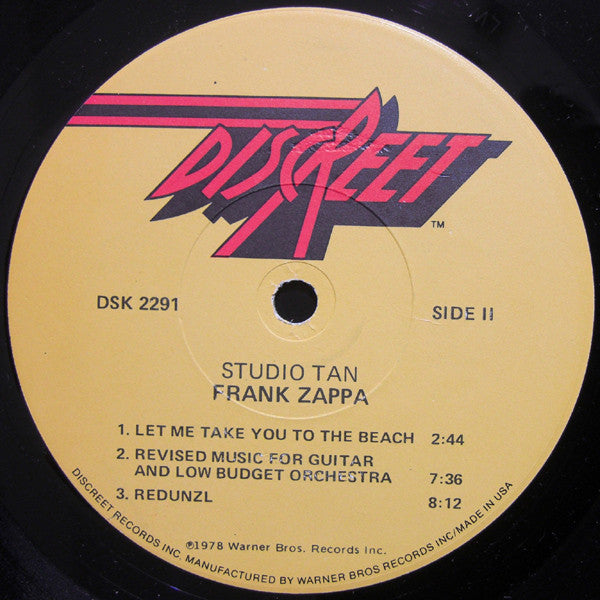 DISCREET
™
DSK 2291
SIDE II
STUDIO TAN
FRANK ZAPPA
1. LET ME TAKE YOU TO THE BEACH 2:44
2. REVISED MUSIC FOR GUITAR
AND LOW BUDGET ORCHESTRA 7:36
3. REDUNZL 8:12
℗1978 Warner Bros. Records Inc.
DISCREET RECORDS INC. MANUFACTURED BY WARNER BROS RECORDS INC/MADE IN USA